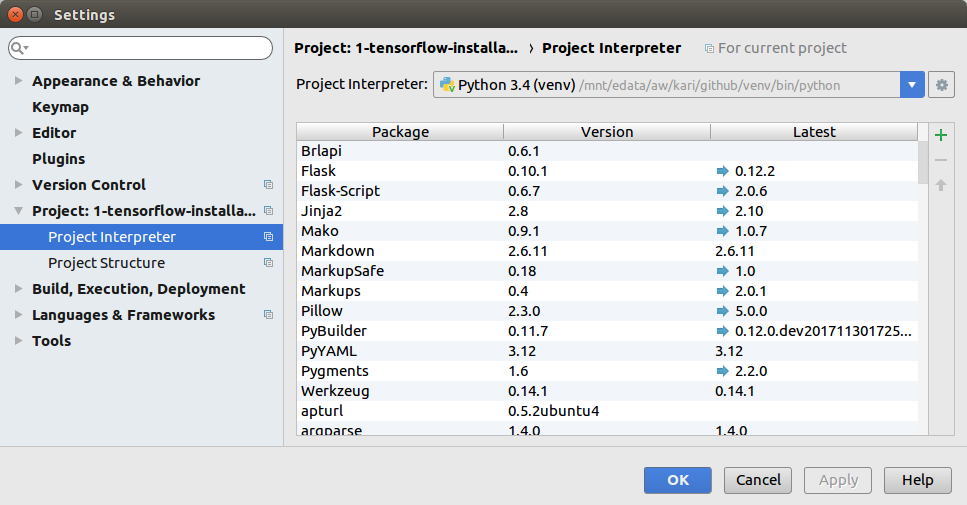 Settings
Appearance & Behavior
Keymap
Editor
Plugins
Version Control
Project: 1-tensorflow-installa...
Project Interpreter
Project Structure
Build, Execution, Deployment
Languages & Frameworks
Tools
Project: 1-tensorflow-installa... › Project Interpreter For current project
Project Interpreter: Python 3.4 (venv) /mnt/edata/aw/kari/github/venv/bin/python
Package Version Latest
Brlapi 0.6.1
Flask 0.10.1 0.12.2
Flask-Script 0.6.7 2.0.6
Jinja2 2.8 2.10
Mako 0.9.1 1.0.7
Markdown 2.6.11 2.6.11
MarkupSafe 0.18 1.0
Markups 0.4 2.0.1
Pillow 2.3.0 5.0.0
PyBuilder 0.11.7 0.12.0.dev201711301725...
PyYAML 3.12 3.12
Pygments 1.6 2.2.0
Werkzeug 0.14.1 0.14.1
apturl 0.5.2ubuntu4
argparse 1.4.0 1.4.0
OK Cancel Apply Help